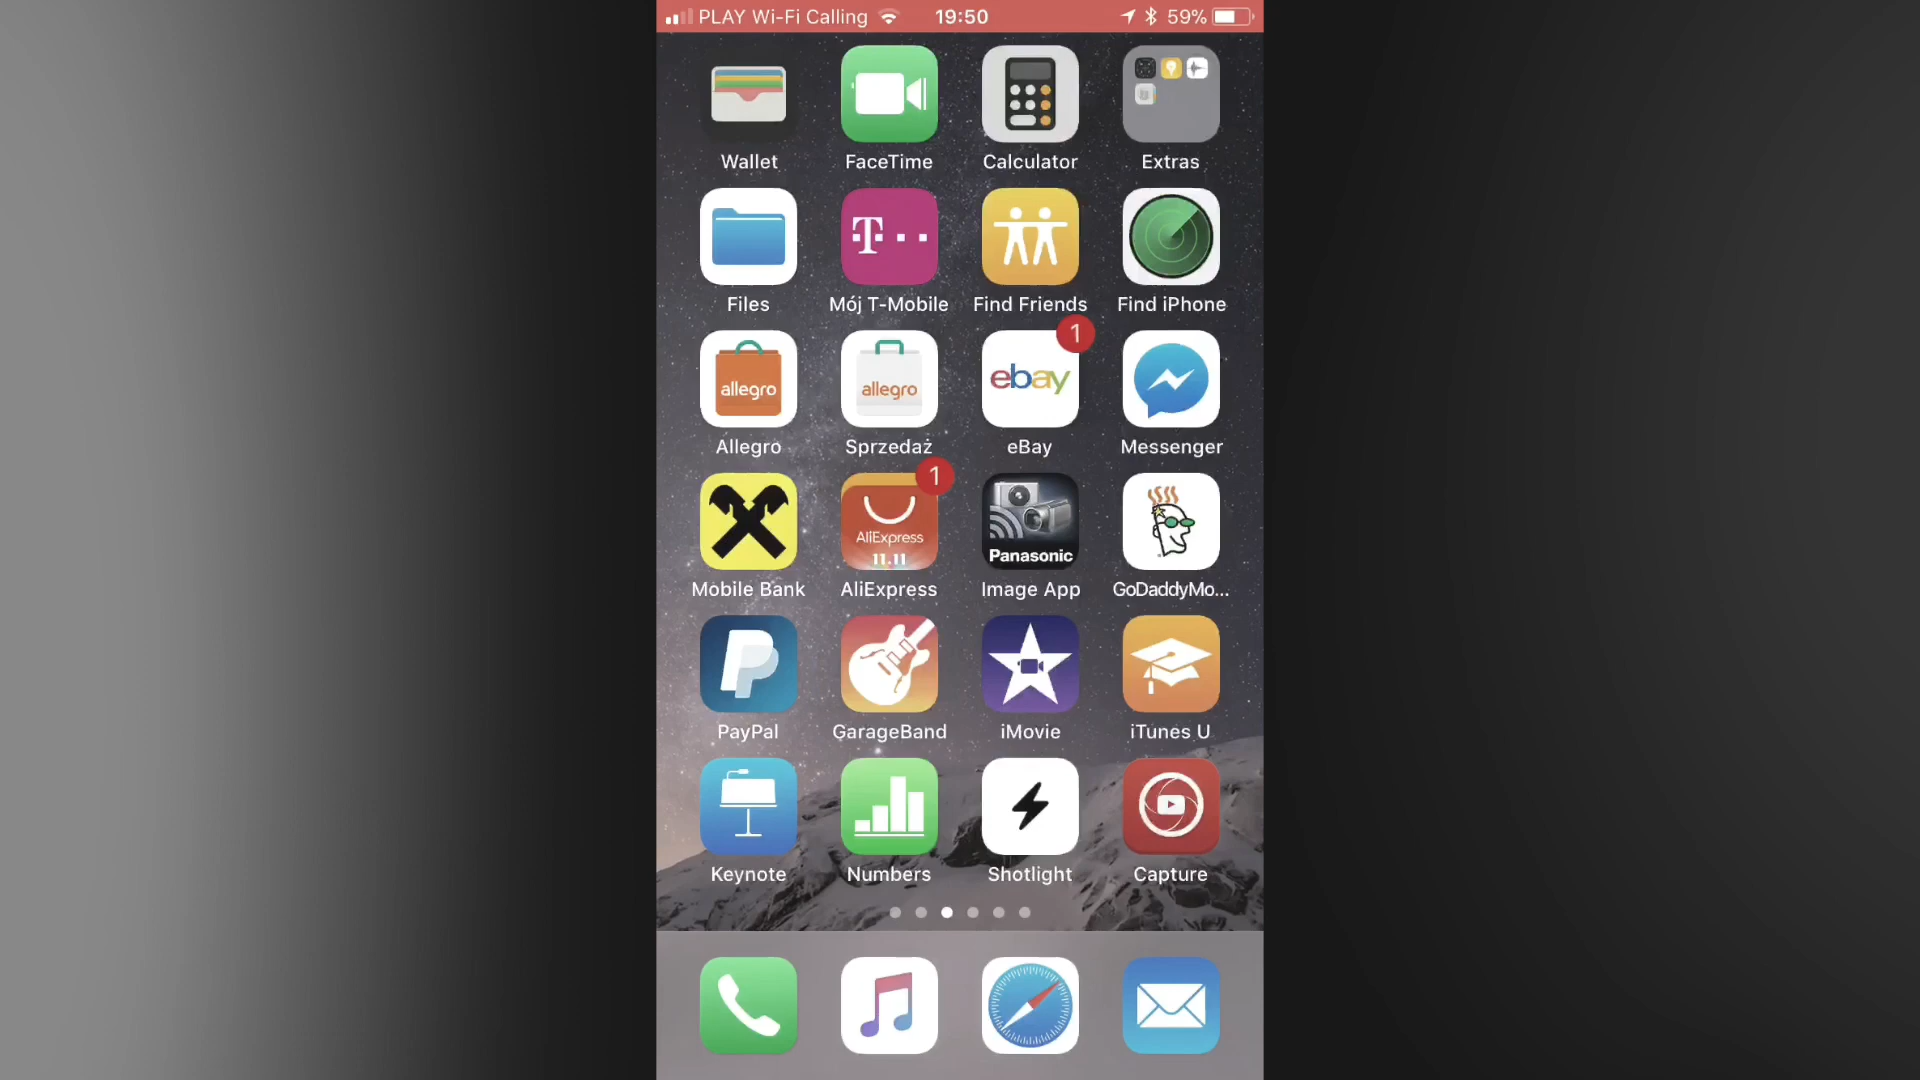 PLAY Wi-Fi Calling 19:50 59%
Wallet FaceTime Calculator Extras
T
Files Mój T-Mobile Find Friends Find iPhone
1
allegro allegro ebay
Allegro Sprzedaż eBay Messenger
1
AliExpress
11.11 Panasonic
Mobile Bank AliExpress Image App GoDaddyMo...
PayPal GarageBand iMovie iTunes U
Keynote Numbers Shotlight Capture